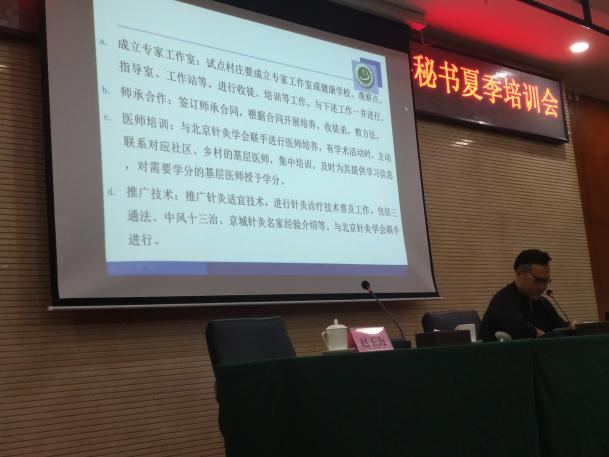 a. 成立专家工作室：试点村庄要成立专家工作室或健康学校、观察点、
指导室、工作站等。进行收徒、培训等工作。与下述工作一并进行。
b. 师承合作：签订师承合同，根据合同开展培养，收徒弟，教方法。
c. 医师培训：与北京针灸学会联手进行医师培养，有学术活动时，主动
联系对应社区、乡村的基层医师，集中培训，及时为其提供学习信息
，对需要学分的基层医师授予学分。
d. 推广技术：推广针灸适宜技术，进行针灸诊疗技术普及工作，包括三
通法、中风十三治、京城针灸名家经验介绍等，与北京针灸学会联手
进行。
秘书夏季培训会
赵玉海